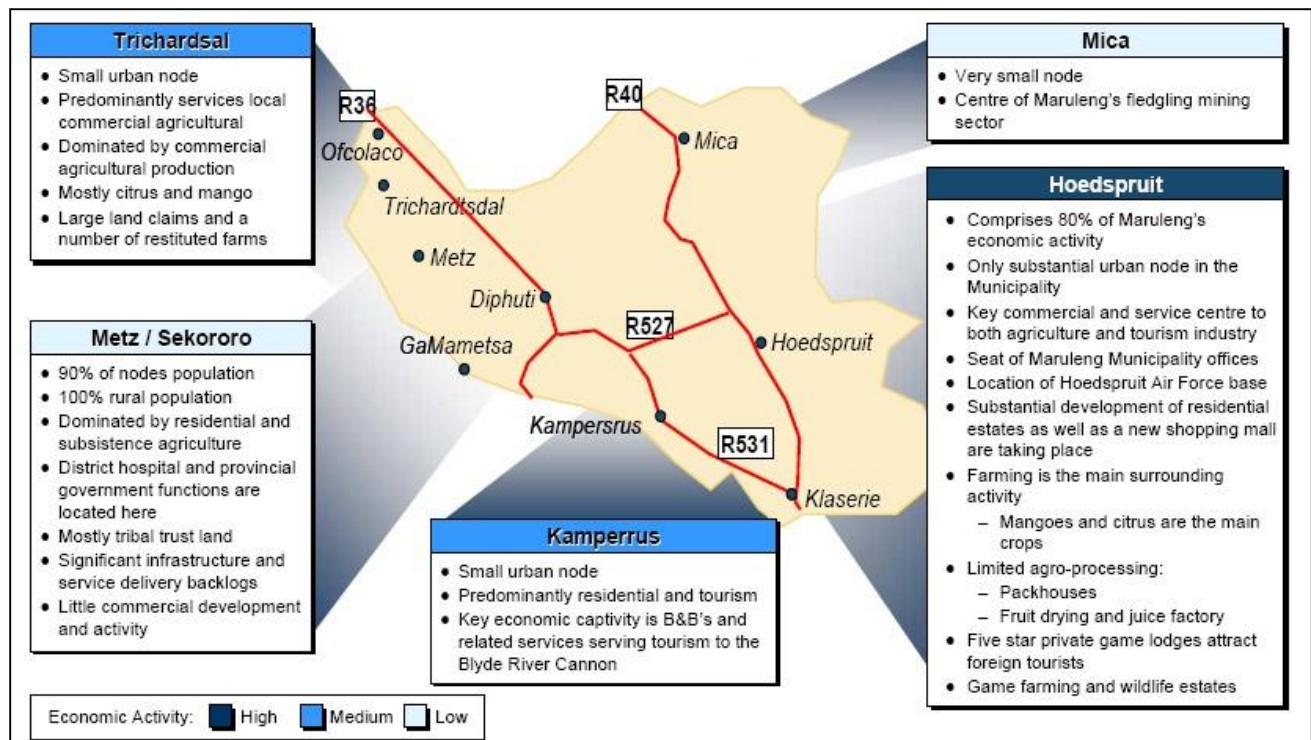 Trichardsal
● Small urban node
● Predominantly services local
commercial agricultural
● Dominated by commercial
agricultural production
● Mostly citrus and mango
● Large land claims and a
number of restituted farms
Metz / Sekororo
● 90% of nodes population
● 100% rural population
● Dominated by residential and
subsistence agriculture
● District hospital and provincial
government functions are
located here
● Mostly tribal trust land
● Significant infrastructure and
service delivery backlogs
● Little commercial development
and activity
R36
Ofcolaco
Trichardtsdal
Metz
Diphuti
GaMametsa
Kampersrus
R40
Mica
R527
Hoedspruit
R531
Klaserie
Kamperrus
● Small urban node
● Predominantly residential and tourism
● Key economic captivity is B&B's and
related services serving tourism to the
Blyde River Cannon
Mica
● Very small node
● Centre of Maruleng's fledgling mining
sector
Hoedspruit
● Comprises 80% of Maruleng's
economic activity
● Only substantial urban node in the
Municipality
● Key commercial and service centre to
both agriculture and tourism industry
● Seat of Maruleng Municipality offices
● Location of Hoedspruit Air Force base
● Substantial development of residential
estates as well as a new shopping mall
are taking place
● Farming is the main surrounding
activity
– Mangoes and citrus are the main
crops
● Limited agro-processing:
– Packhouses
– Fruit drying and juice factory
● Five star private game lodges attract
foreign tourists
● Game farming and wildlife estates
Economic Activity: High Medium Low